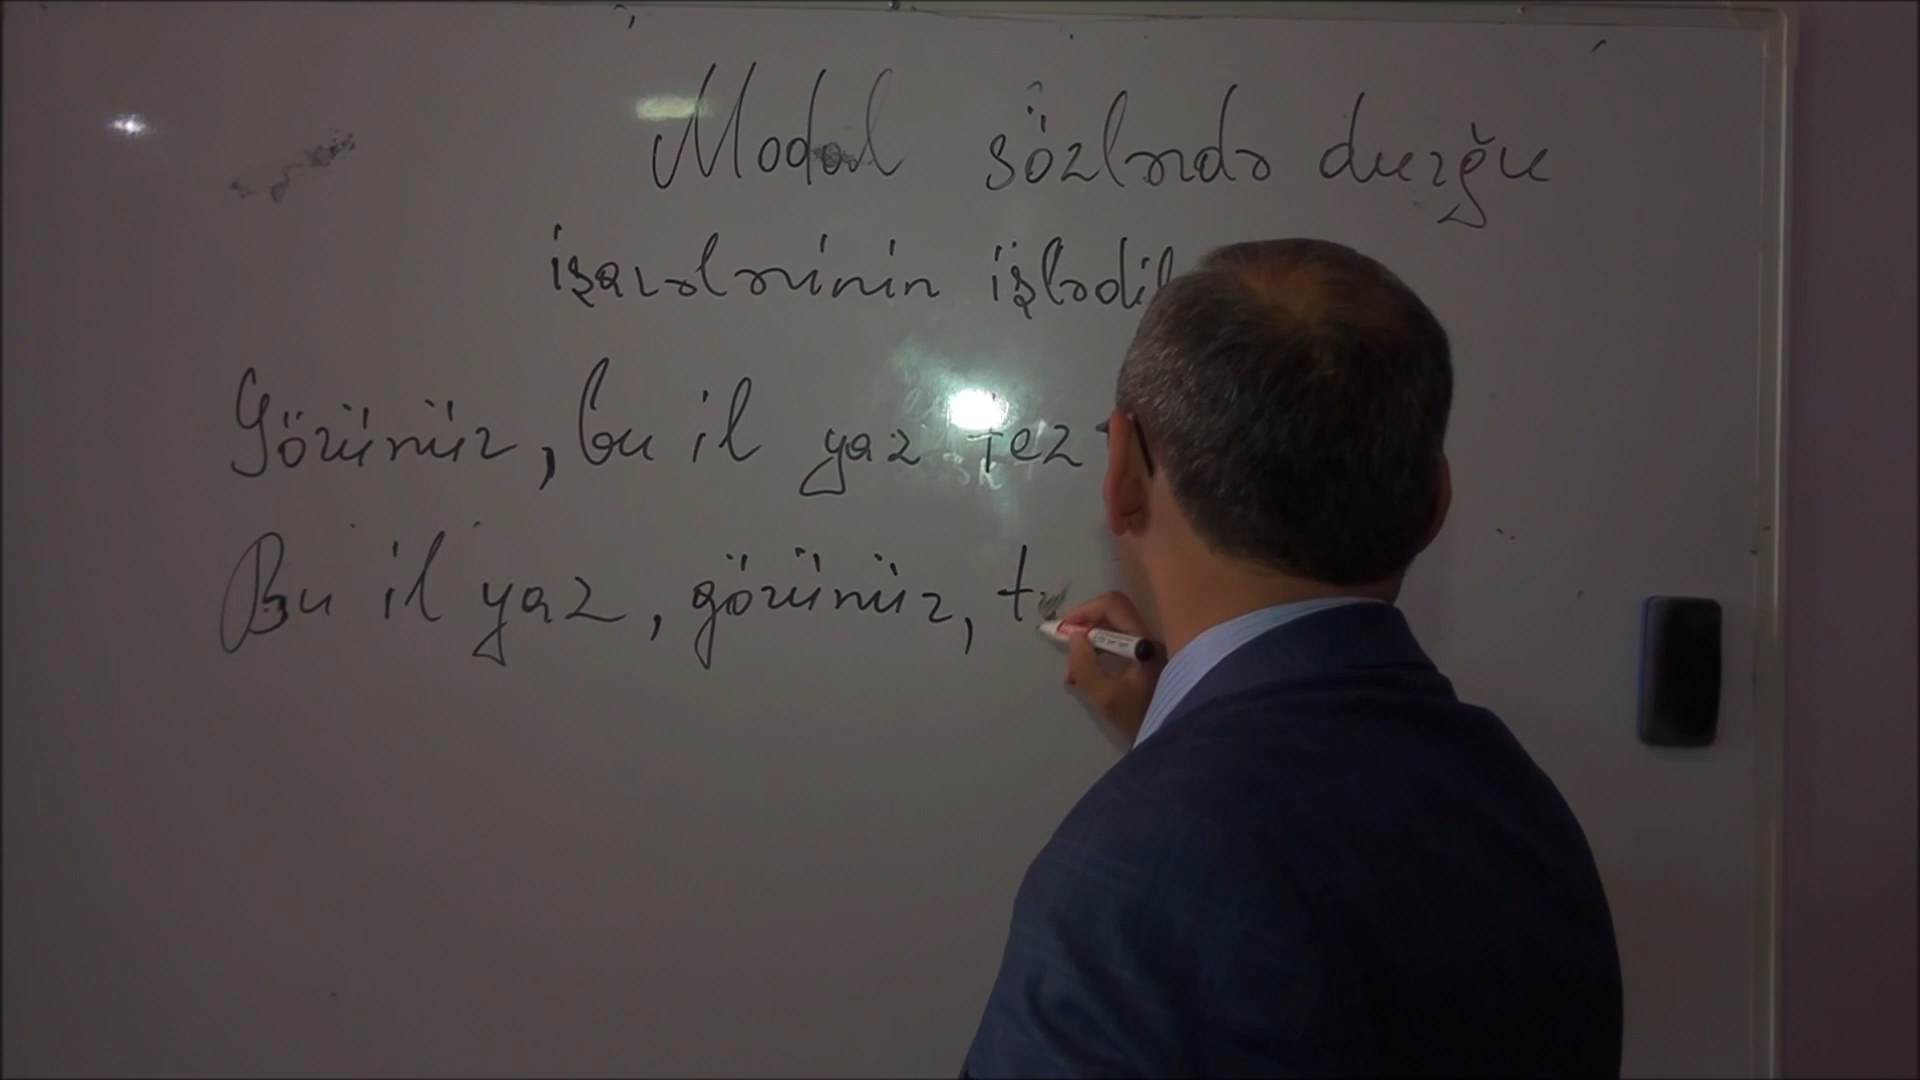 Modal sözlərdə durğu
işarələrinin işlədil
Görünür, bu il yaz tez
Bu il yaz, görünür, t